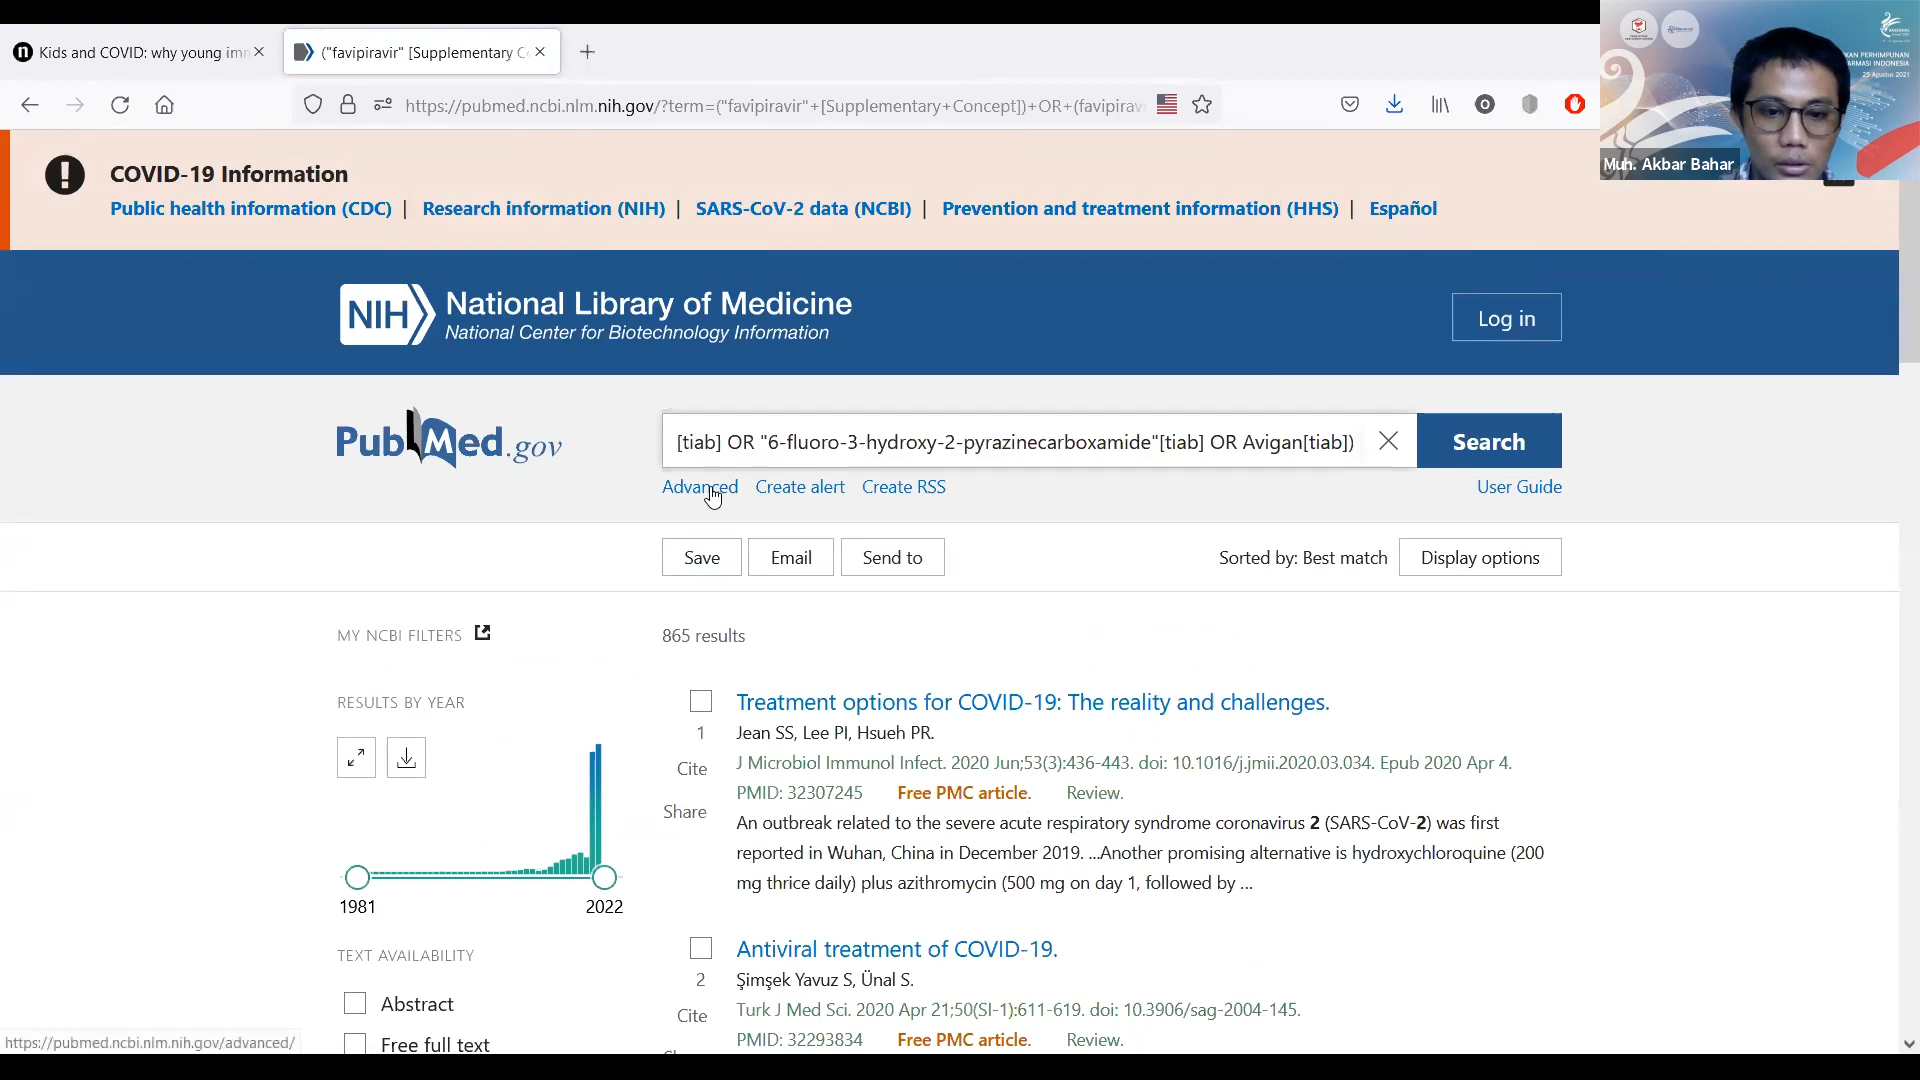 Kids and COVID: why young im
("favipiravir" [Supplementary C
https://pubmed.ncbi.nlm.nih.gov/?term=("favipiravir"+[Supplementary+Concept])+OR+(favipirav
COVID-19 Information
Public health information (CDC) | Research information (NIH) | SARS-CoV-2 data (NCBI) | Prevention and treatment information (HHS) | Español
KAN PERHIMPUNAN
ARMASI INDONESIA
25 Agustus 2021
Muh. Akbar Bahar
NIH National Library of Medicine
National Center for Biotechnology Information
Log in
PubMed.gov
[tiab] OR "6-fluoro-3-hydroxy-2-pyrazinecarboxamide"[tiab] OR Avigan[tiab])
Search
Advanced Create alert Create RSS
User Guide
Save Email Send to
Sorted by: Best match
Display options
MY NCBI FILTERS
865 results
RESULTS BY YEAR
1981
2022
TEXT AVAILABILITY
Abstract
Free full text
Treatment options for COVID-19: The reality and challenges.
1
Jean SS, Lee PI, Hsueh PR.
Cite
J Microbiol Immunol Infect. 2020 Jun;53(3):436-443. doi: 10.1016/j.jmii.2020.03.034. Epub 2020 Apr 4.
PMID: 32307245 Free PMC article. Review.
Share
An outbreak related to the severe acute respiratory syndrome coronavirus 2 (SARS-CoV-2) was first
reported in Wuhan, China in December 2019. ...Another promising alternative is hydroxychloroquine (200
mg thrice daily) plus azithromycin (500 mg on day 1, followed by ...
Antiviral treatment of COVID-19.
2
Şimşek Yavuz S, Ünal S.
Cite
Turk J Med Sci. 2020 Apr 21;50(SI-1):611-619. doi: 10.3906/sag-2004-145.
PMID: 32293834 Free PMC article. Review.
https://pubmed.ncbi.nlm.nih.gov/advanced/